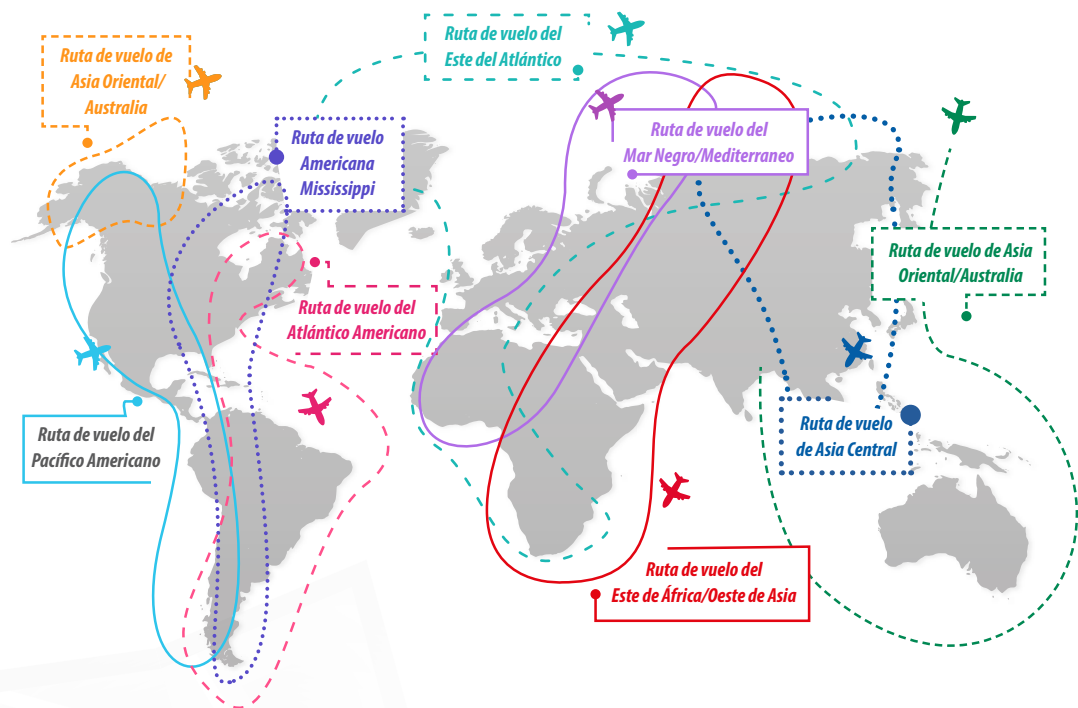 Ruta de vuelo del
Este del Atlántico
Ruta de vuelo de
Asia Oriental/
Australia
Ruta de vuelo
Americana
Mississippi
Ruta de vuelo del
Mar Negro/Mediterraneo
Ruta de vuelo de Asia
Oriental/Australia
Ruta de vuelo del
Atlántico Americano
Ruta de vuelo del
Pacífico Americano
Ruta de vuelo
de Asia Central
Ruta de vuelo del
Este de África/Oeste de Asia